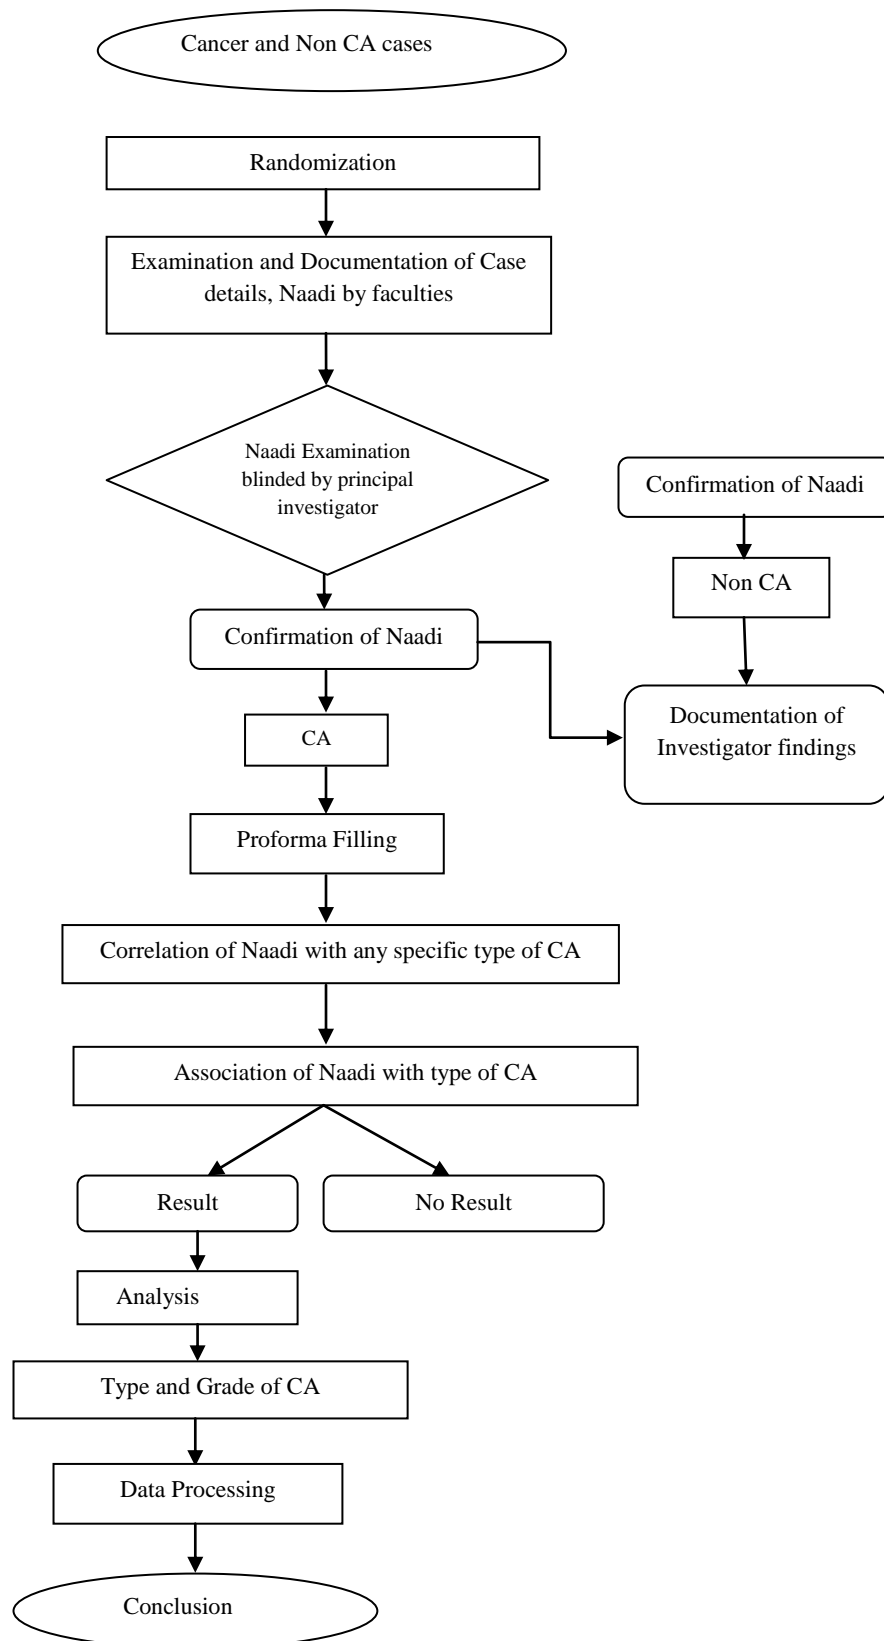 Cancer and Non CA cases
Randomization
Examination and Documentation of Case
details, Naadi by faculties
Naadi Examination
blinded by principal
investigator
Confirmation of Naadi
Non CA
Confirmation of Naadi
Documentation of
Investigator findings
CA
Proforma Filling
Correlation of Naadi with any specific type of CA
Association of Naadi with type of CA
Result
No Result
Analysis
Type and Grade of CA
Data Processing
Conclusion